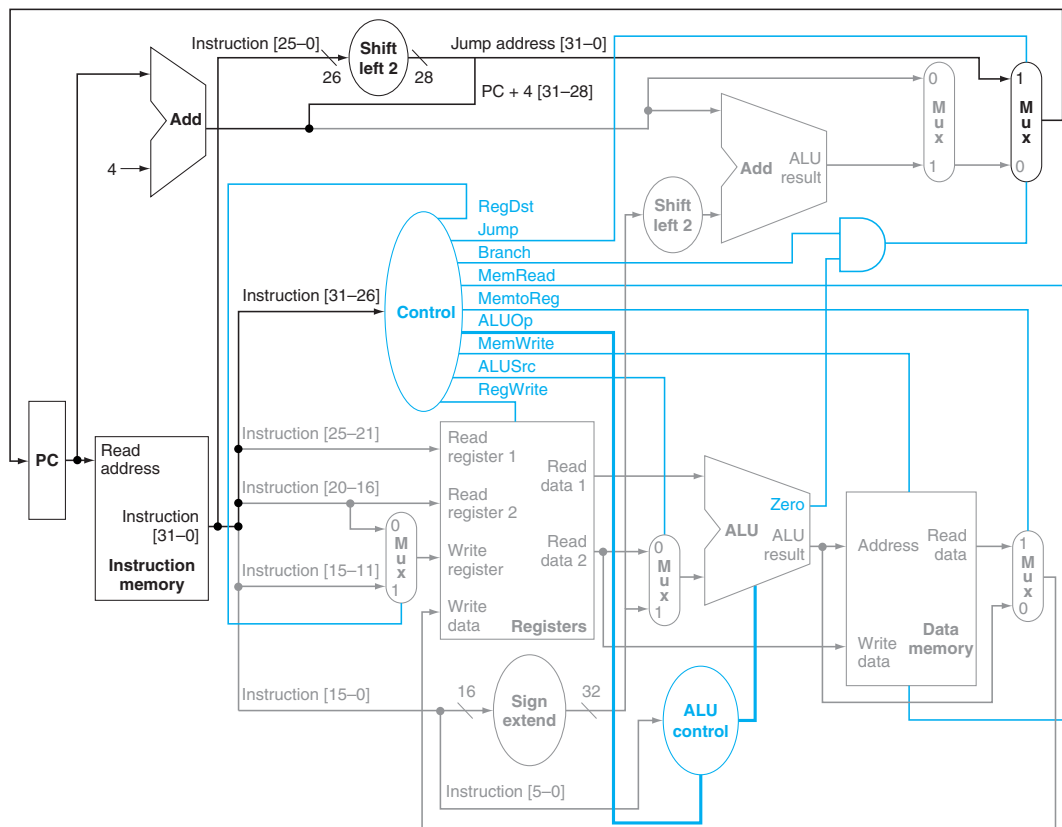 Instruction [25–0]
Shift
left 2
Jump address [31–0]
26
28
PC + 4 [31–28]
Add
4
0
M
u
x
1
1
M
u
x
0
Add
ALU
result
Shift
left 2
RegDst
Jump
Branch
MemRead
MemtoReg
ALUOp
MemWrite
ALUSrc
RegWrite
Instruction [31–26]
Control
PC
Read
address
Instruction
[31–0]
Instruction
memory
Instruction [25–21]
Instruction [20–16]
Instruction [15–11]
0
M
u
x
1
Read
register 1
Read
register 2
Write
register
Write
data
Read
data 1
Read
data 2
Registers
0
M
u
x
1
Zero
ALU
ALU
result
Address
Read
data
Write
data
Data
memory
1
M
u
x
0
Instruction [15–0]
16
Sign
extend
32
ALU
control
Instruction [5–0]